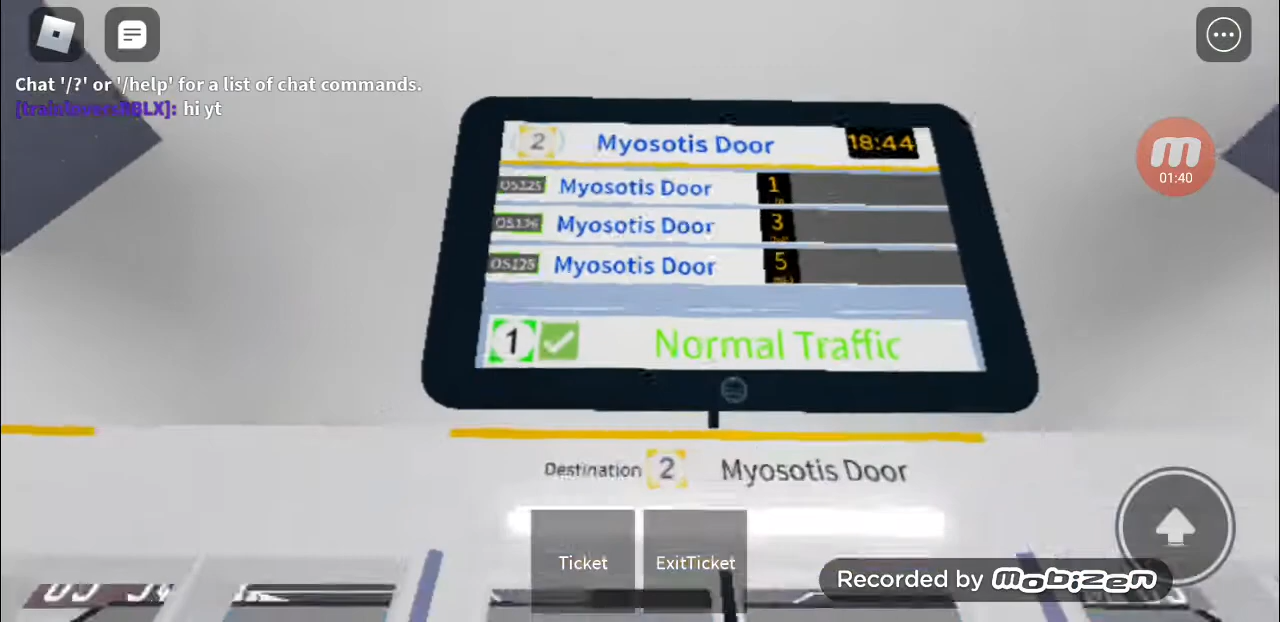 Chat '/?' or '/help' for a list of chat commands.
hi yt
01:40
2 Myosotis Door 18:44
OS125 Myosotis Door 1
Myosotis Door 3
OS125 Myosotis Door 5
1 Normal Traffic
Destination 2 Myosotis Door
Ticket ExitTicket
Recorded by mobizen